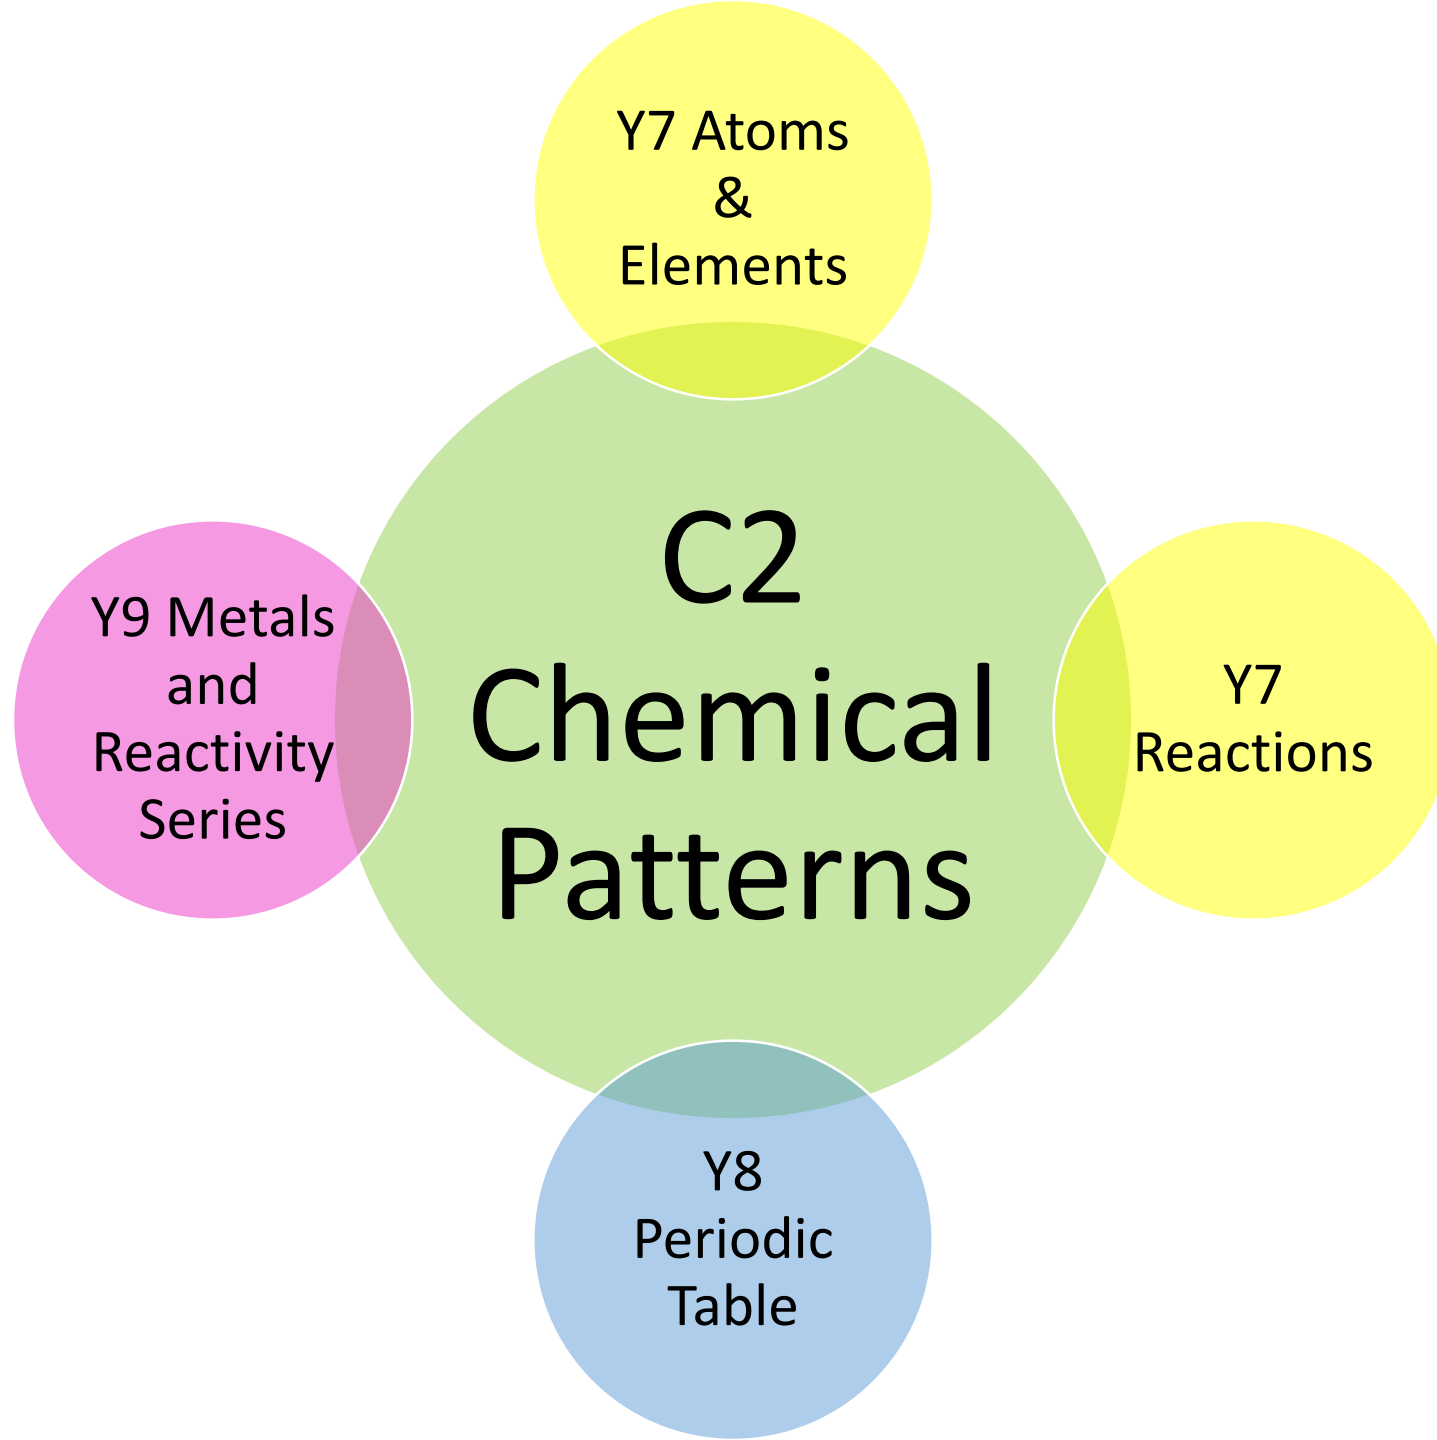 Y7 Atoms
&
Elements
C2
Chemical
Patterns
Y9 Metals
and
Reactivity
Series
Y7
Reactions
Y8
Periodic
Table